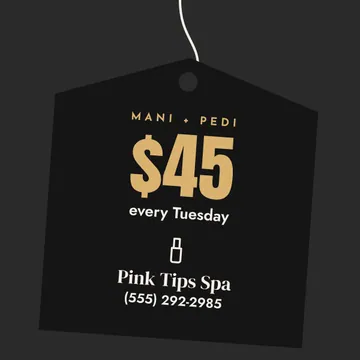 MANI + PEDI
$45
every Tuesday
Pink Tips Spa
(555) 292-2985